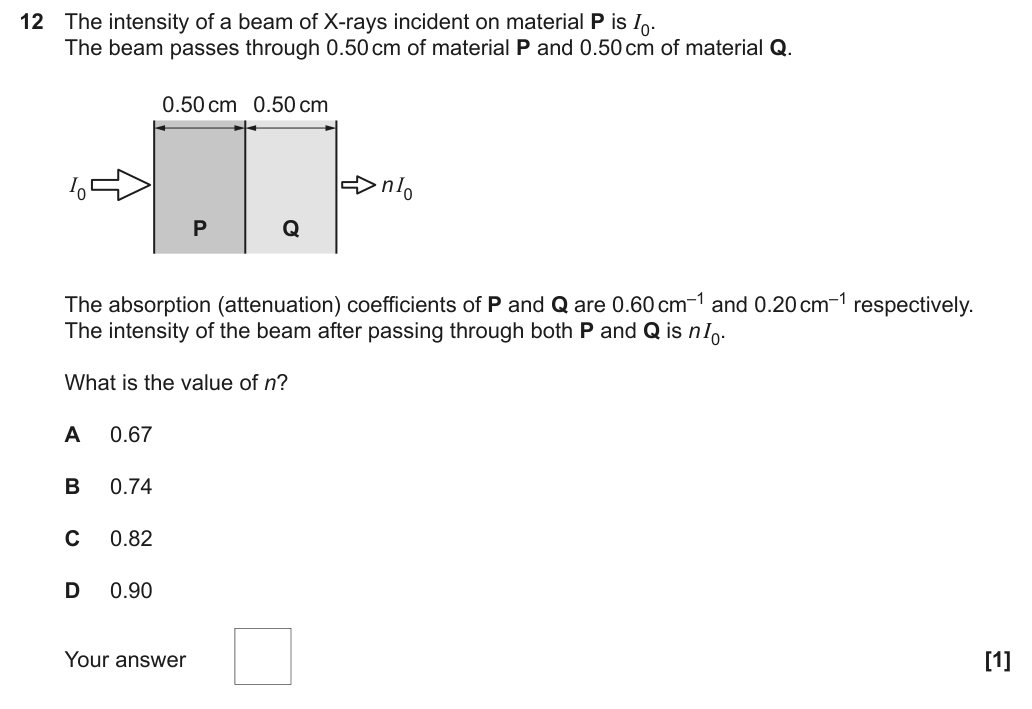 12 The intensity of a beam of X-rays incident on material P is I₀.
The beam passes through 0.50 cm of material P and 0.50 cm of material Q.
0.50 cm 0.50 cm
I₀ nI₀
P Q
The absorption (attenuation) coefficients of P and Q are 0.60 cm⁻¹ and 0.20 cm⁻¹ respectively.
The intensity of the beam after passing through both P and Q is nI₀.
What is the value of n?
A 0.67
B 0.74
C 0.82
D 0.90
Your answer [1]